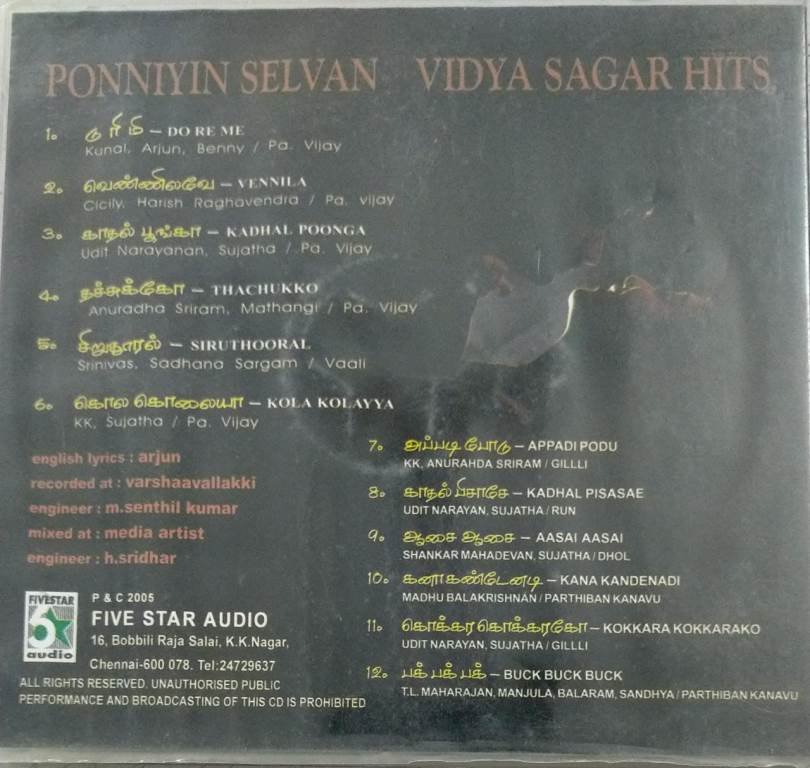 PONNIYIN SELVAN VIDYA SAGAR HITS
1. டூ ரி மி – DO RE ME
Kunal, Arjun, Benny / Pa. Vijay
2. வெண்ணிலவே – VENNILA
Cicily, Harish Raghavendra / Pa. vijay
3. காதல் பூங்கா – KADHAL POONGA
Udit Narayanan, Sujatha / Pa. Vijay
4. தச்சுக்கோ – THACHUKKO
Anuradha Sriram, Mathangi / Pa. Vijay
5. சிறுதூரல் – SIRUTHOORAL
Srinivas, Sadhana Sargam / Vaali
6. கொல கொலையா – KOLA KOLAYYA
KK, Sujatha / Pa. Vijay
english lyrics : arjun
recorded at : varshaavallakki
engineer : m.senthil kumar
mixed at : media artist
engineer : h.sridhar
FIVESTAR
audio
P & C 2005
FIVE STAR AUDIO
16, Bobbili Raja Salai, K.K.Nagar,
Chennai-600 078. Tel:24729637
ALL RIGHTS RESERVED. UNAUTHORISED PUBLIC
PERFORMANCE AND BROADCASTING OF THIS CD IS PROHIBITED
7. அப்படி போடு – APPADI PODU
KK, ANURAHDA SRIRAM / GILLLI
8. காதல் பிசாசே – KADHAL PISASAE
UDIT NARAYAN, SUJATHA / RUN
9. ஆசை ஆசை – AASAI AASAI
SHANKAR MAHADEVAN, SUJATHA / DHOL
10. கனா கண்டேனடி – KANA KANDENADI
MADHU BALAKRISHNAN / PARTHIBAN KANAVU
11. கொக்கர கொக்கரகோ – KOKKARA KOKKARAKO
UDIT NARAYAN, SUJATHA / GILLLI
12. பக் பக் பக் – BUCK BUCK BUCK
T.L. MAHARAJAN, MANJULA, BALARAM, SANDHYA / PARTHIBAN KANAVU